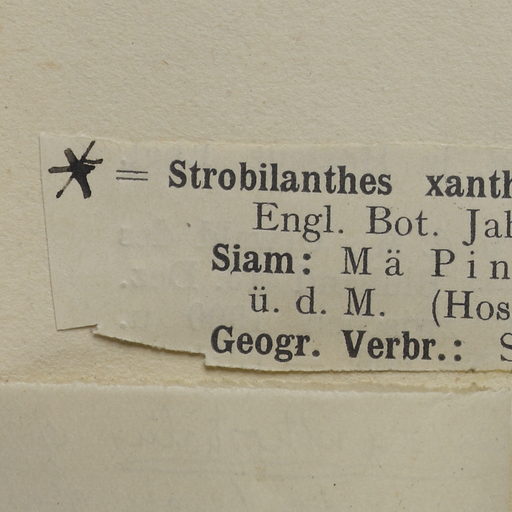 = Strobilanthes xanth
Engl. Bot. Jah
Siam: Mä Pin
ü. d. M. (Hos
Geogr. Verbr.: S